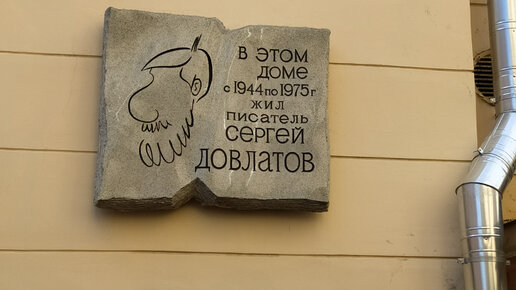 В ЭТОМ
ДОМЕ
с 1944 по 1975 г
ЖИЛ
ПИСАТЕЛЬ
СЕРГЕЙ
ДОВЛАТОВ